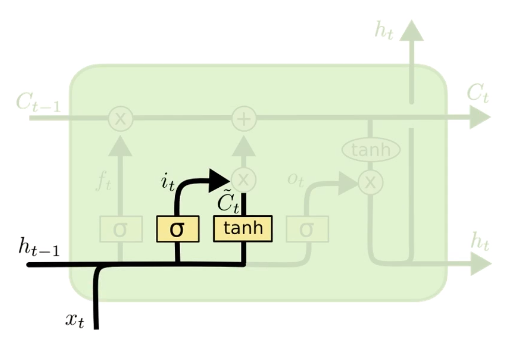 h_t
C_{t-1}
C_t
x
+
tanh
f_t
i_t
x
o_t
x
C̃_t
σ
σ
tanh
σ
h_{t-1}
h_t
x_t